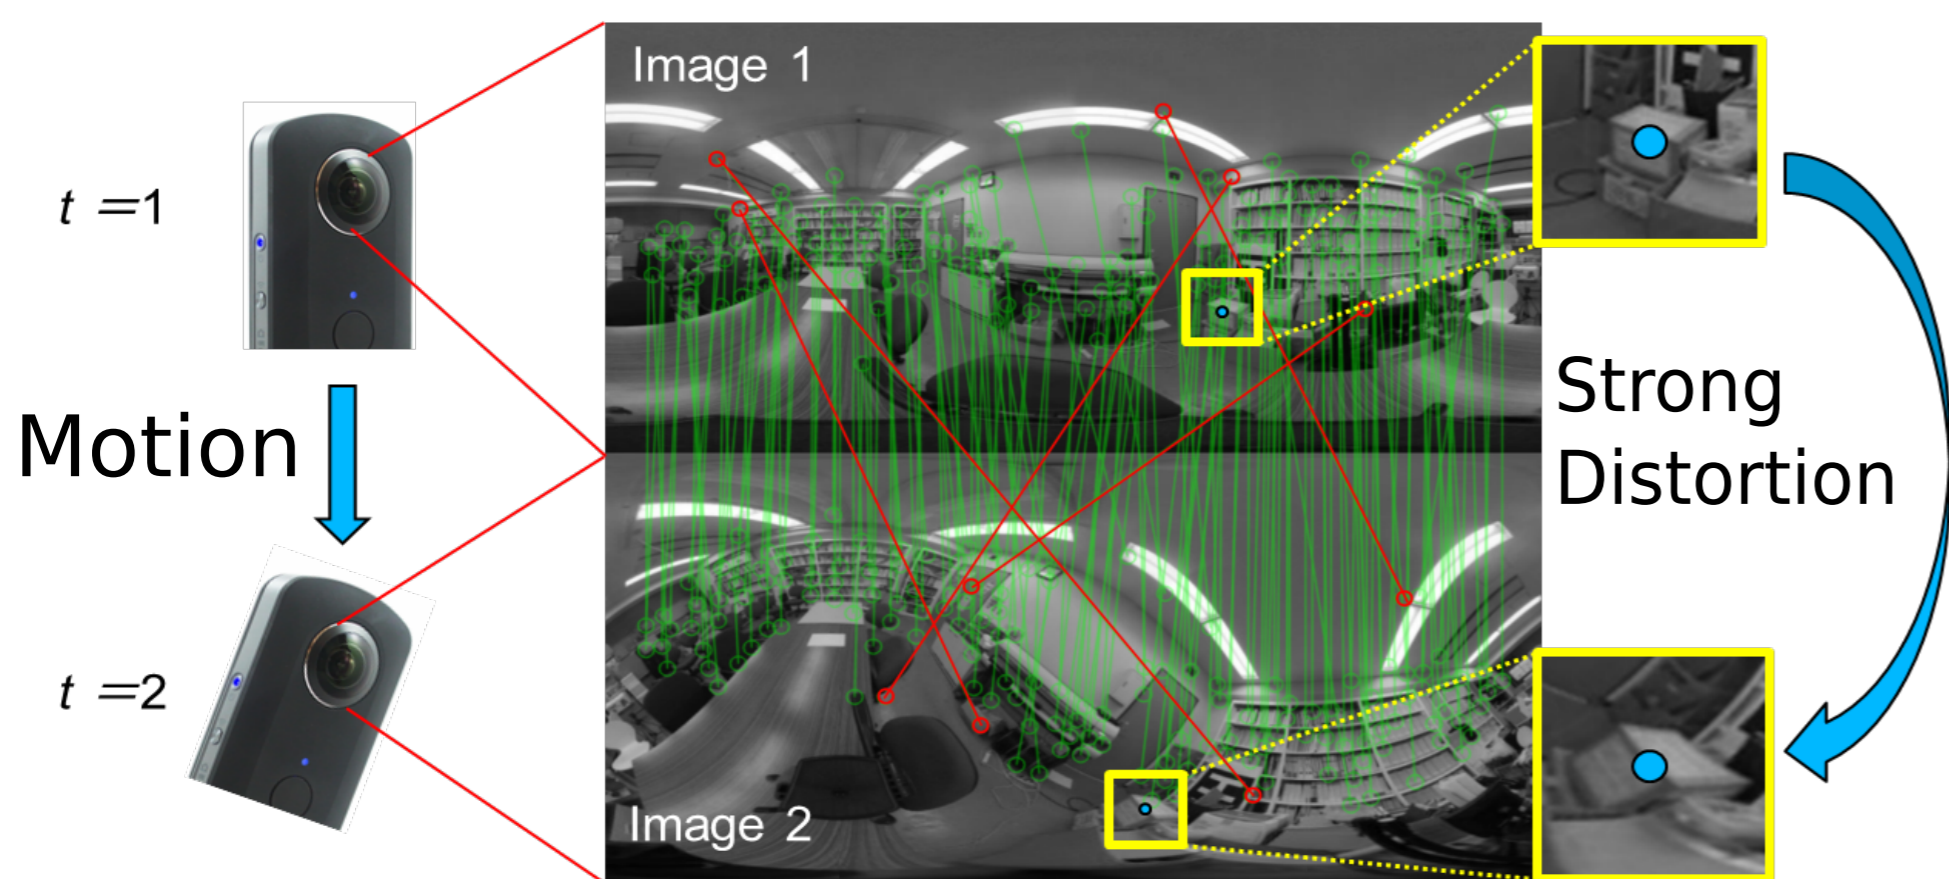 Image 1
t =1
Motion
Strong
Distortion
t =2
Image 2